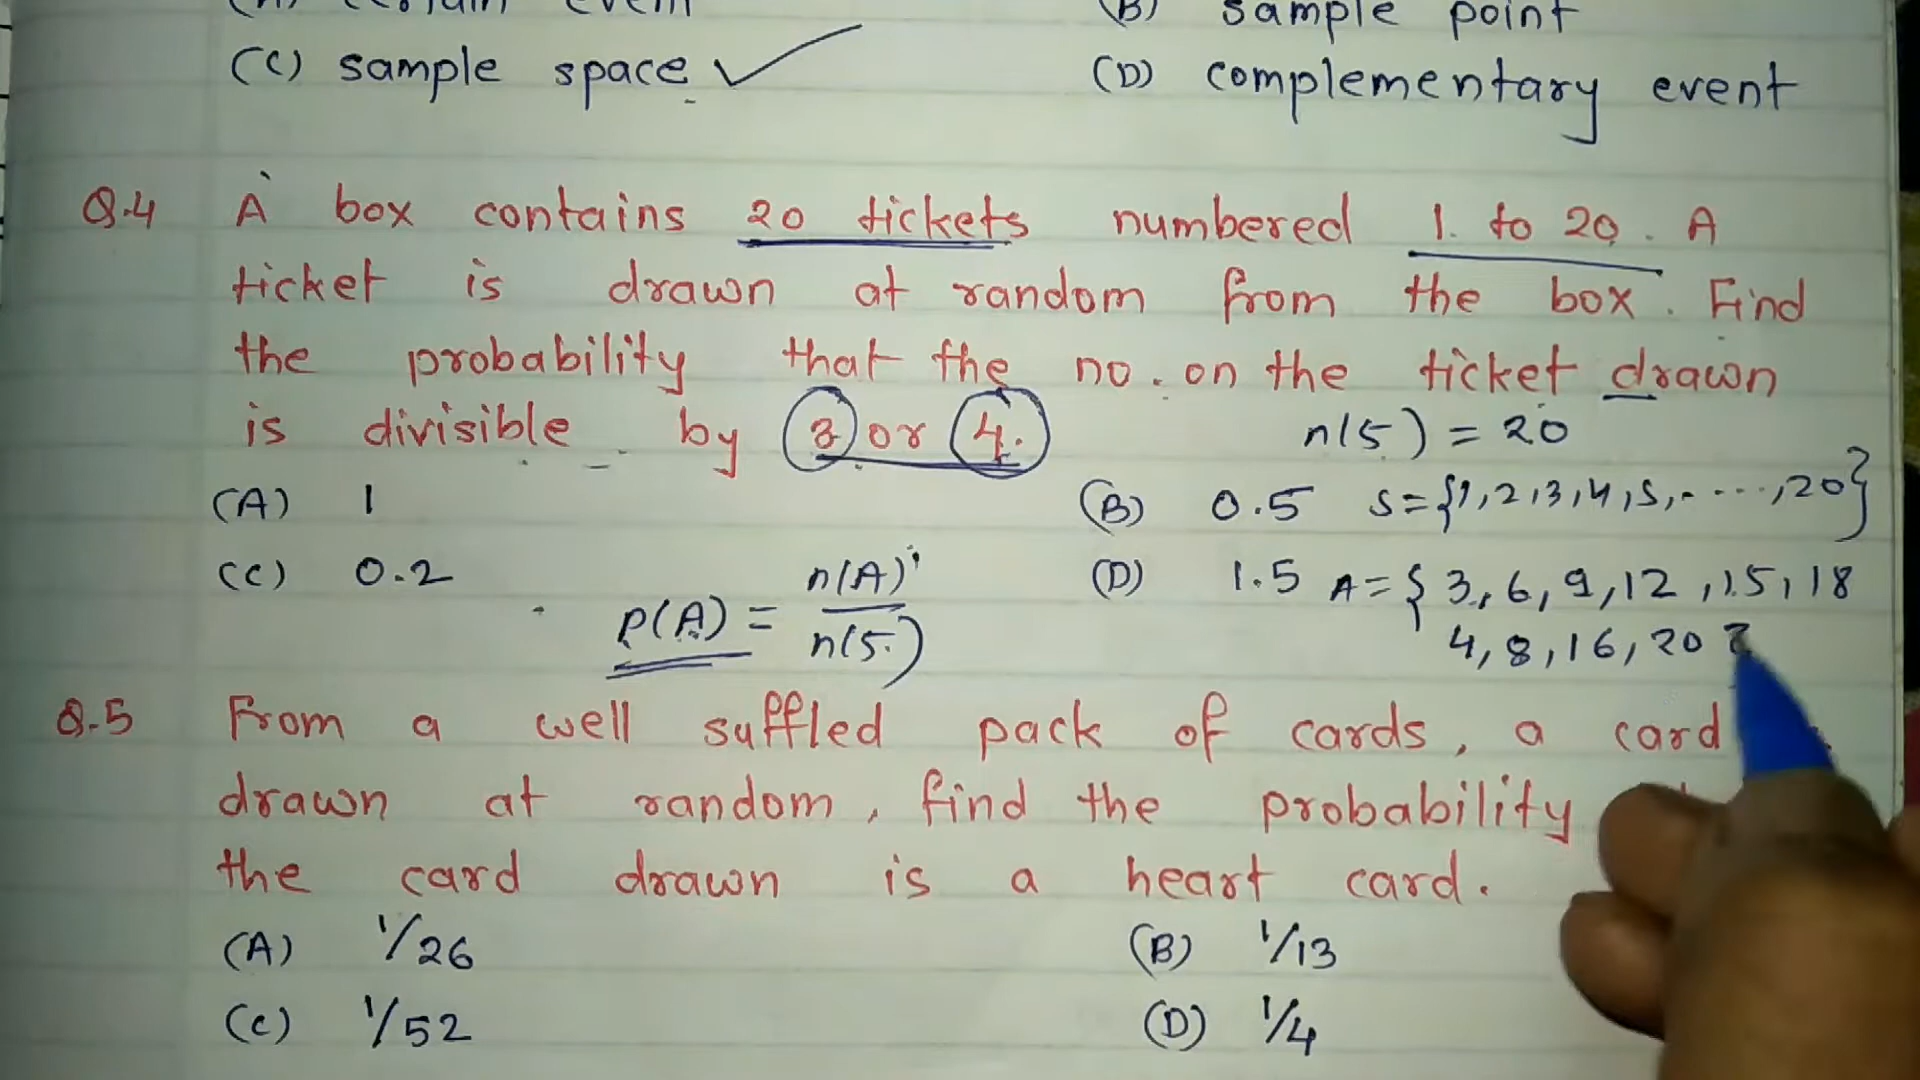 (B) sample point
(C) sample space ✓ (D) complementary event
Q.4 A box contains 20 tickets numbered 1 to 20. A
ticket is drawn at random from the box. Find
the probability that the no. on the ticket drawn
is divisible by 3 or 4. n(S) = 20
(A) 1 (B) 0.5 S={1,2,3,4,5,.....,20}
(C) 0.2 (D) 1.5 A={ 3,6,9,12,15,18
P(A) = n(A)/n(S) 4,8,16,20
Q.5 From a well suffled pack of cards, a card
drawn at random, find the probability
the card drawn is a heart card.
(A) 1/26 (B) 1/13
(C) 1/52 (D) 1/4